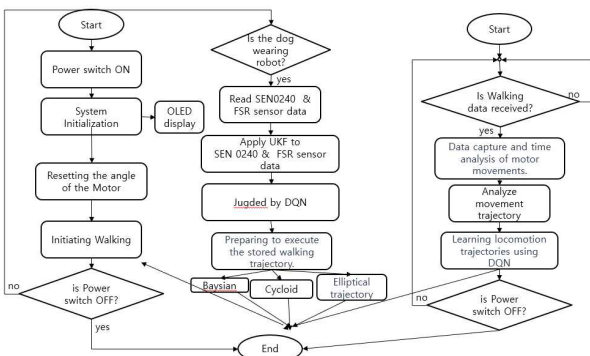 Start
Power switch ON
System
Initialization
OLED
display
Resetting the angle
of the Motor
Initiating Walking
no
is Power
switch OFF?
yes
Is the dog
wearing
robot?
yes
Read SEN0240 &
FSR sensor data
Apply UKF to
SEN 0240 & FSR sensor
data
Jugded by DQN
Preparing to execute
the stored walking
trajectory.
Baysian
Cycloid
Elliptical
trajectory
End
Start
Is Walking
data received?
no
yes
Data capture and time
analysis of motor
movements.
Analyze
movement
trajectory
Learning locomotion
trajectories using
DQN
no
is Power
switch OFF?
yes